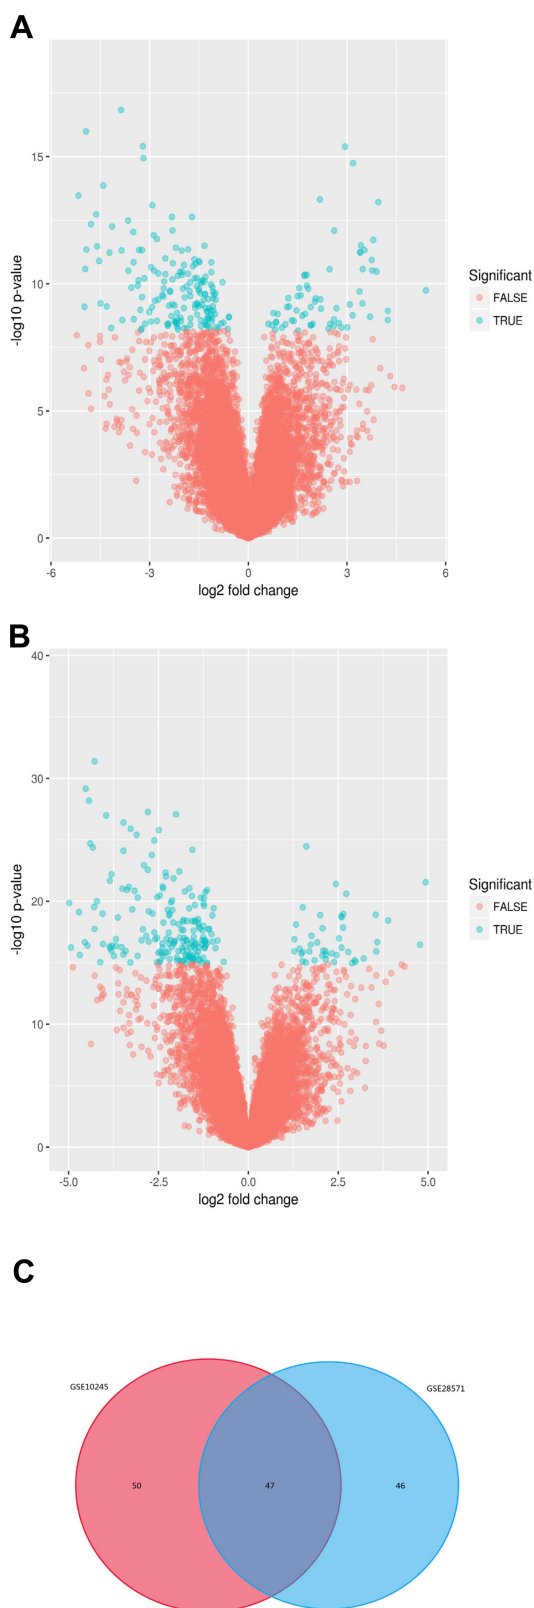 A
-log10 p-value
15
10
5
0
-6
-3
0
3
6
log2 fold change
Significant
FALSE
TRUE
B
-log10 p-value
40
30
20
10
0
-5.0
-2.5
0.0
2.5
5.0
log2 fold change
Significant
FALSE
TRUE
C
GSE10245
GSE28571
50
47
46